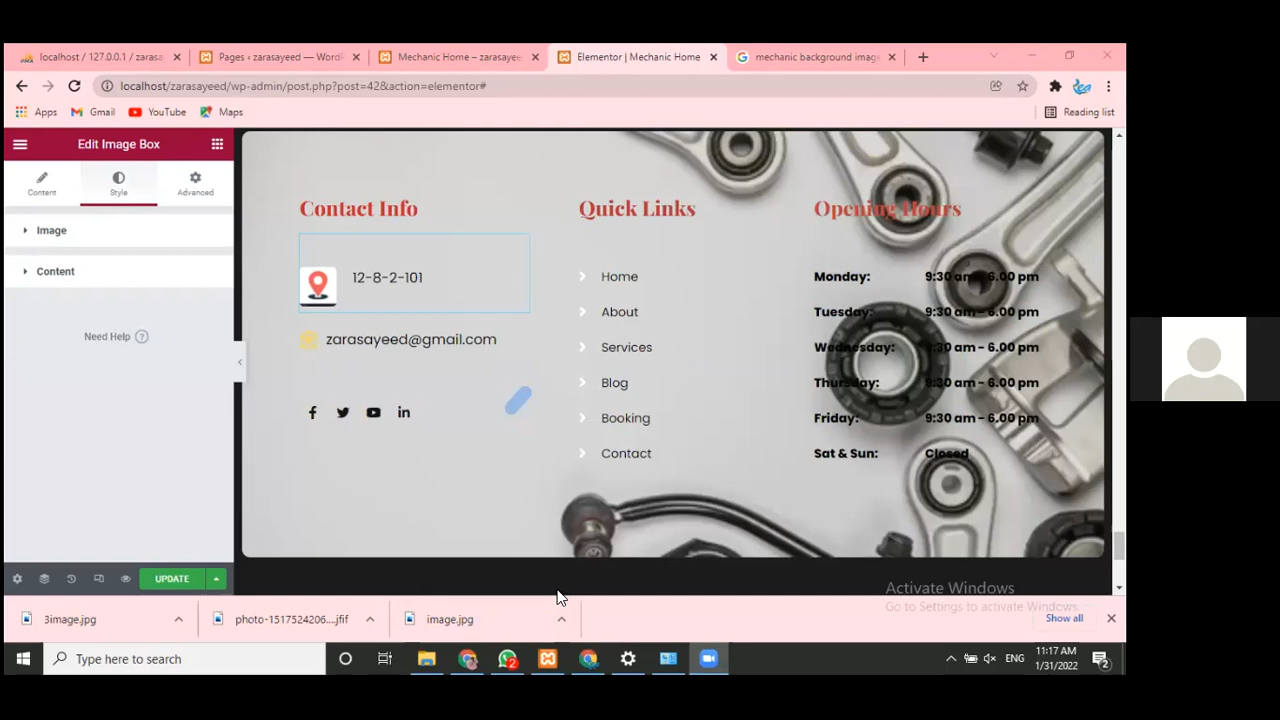 localhost / 127.0.0.1 / zarasa
Pages ‹ zarasayeed — WordP
Mechanic Home – zarasayee
Elementor | Mechanic Home
mechanic background image
localhost/zarasayeed/wp-admin/post.php?post=42&action=elementor#
Apps
Gmail
YouTube
Maps
Reading list
Edit Image Box
Content
Style
Advanced
Image
Content
Need Help ?
UPDATE
Contact Info
12-8-2-101
zarasayeed@gmail.com
Quick Links
Home
About
Services
Blog
Booking
Contact
Opening Hours
Monday: 9:30 am - 6.00 pm
Tuesday: 9:30 am - 6.00 pm
Wednesday: 9:30 am - 6.00 pm
Thursday: 9:30 am - 6.00 pm
Friday: 9:30 am - 6.00 pm
Sat & Sun: Closed
Activate Windows
Go to Settings to activate Windows.
3image.jpg
photo-1517524206....jfif
image.jpg
Show all
Type here to search
2
ENG
11:17 AM
1/31/2022
2